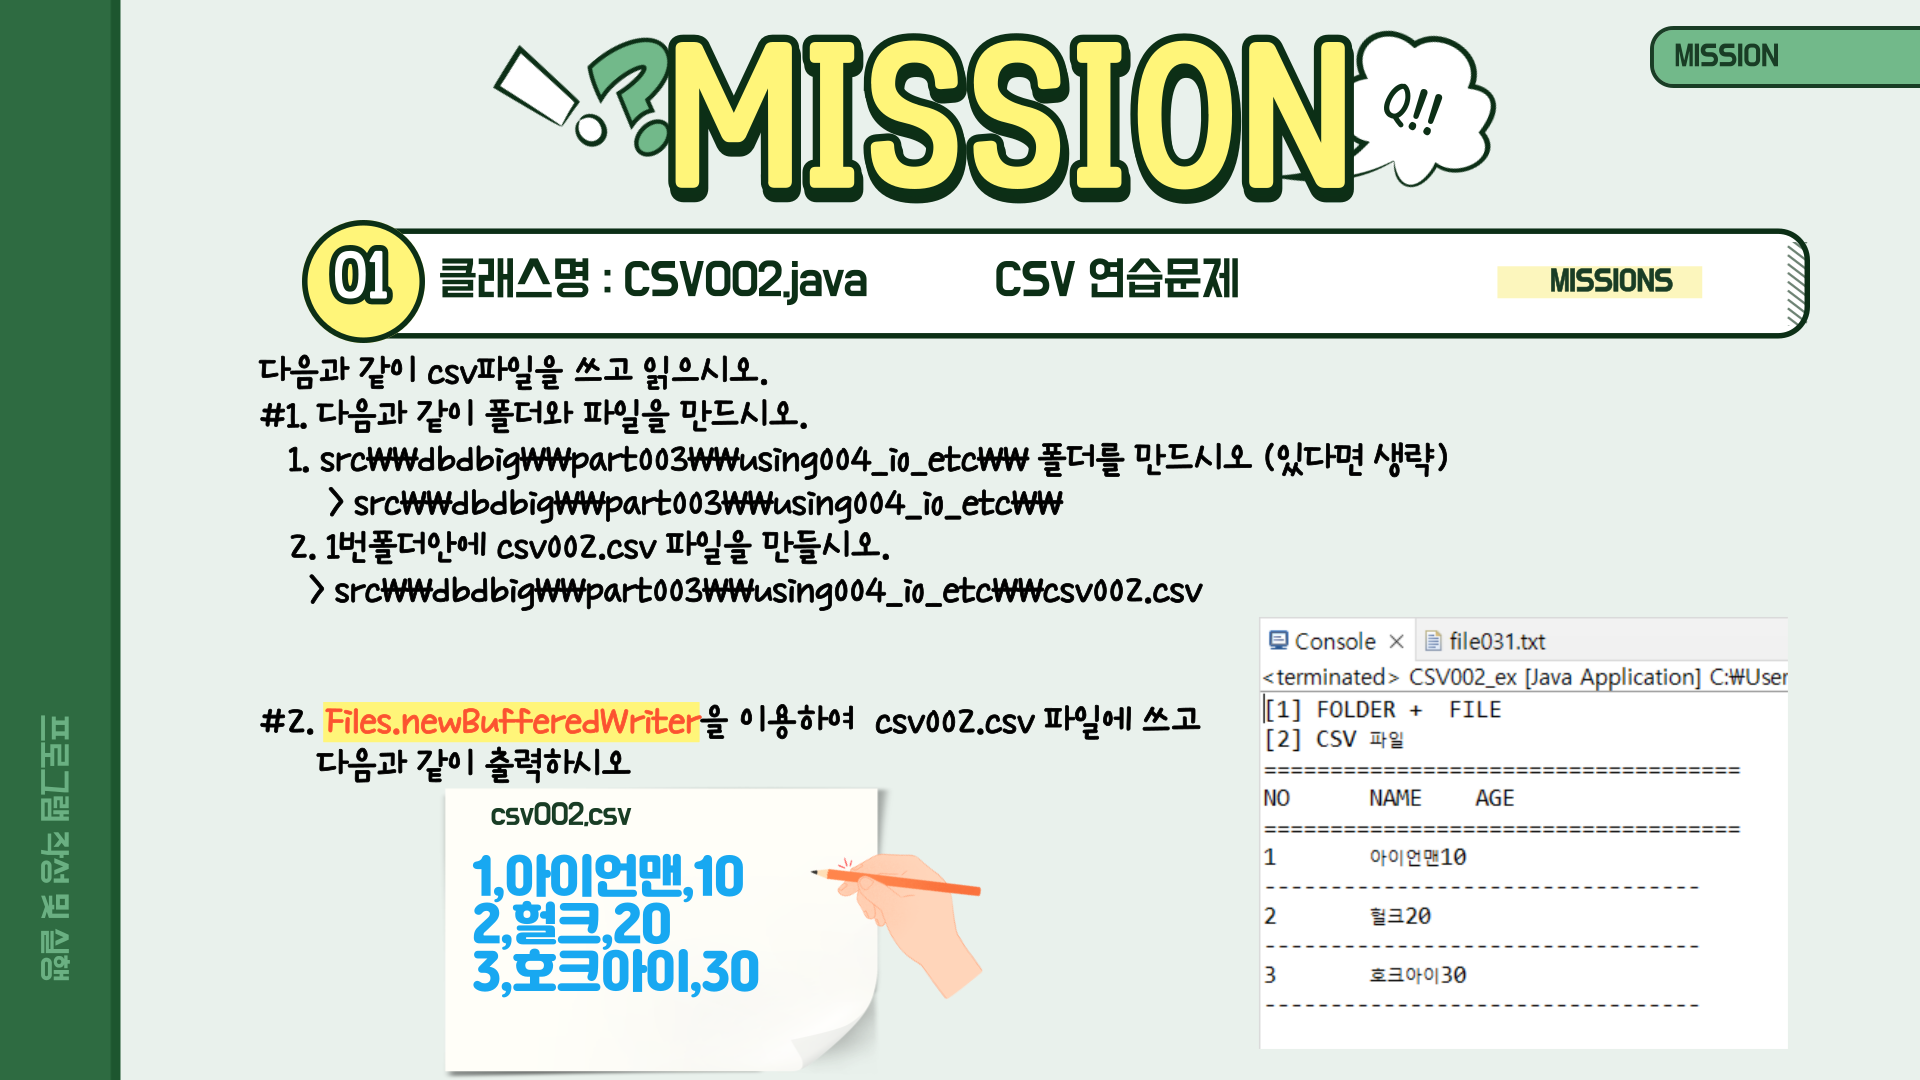 MISSION
MISSION
Q!!
01
클래스명 : CSV002.java CSV 연습문제
MISSIONS
다음과 같이 csv파일을 쓰고 읽으시오.
#1. 다음과 같이 폴더와 파일을 만드시오.
1. src₩₩dbdbig₩₩part003₩₩using004_io_etc₩₩ 폴더를 만드시오 (있다면 생략)
> src₩₩dbdbig₩₩part003₩₩using004_io_etc₩₩
2. 1번폴더안에 csv002.csv 파일을 만들시오.
> src₩₩dbdbig₩₩part003₩₩using004_io_etc₩₩csv002.csv
#2. Files.newBufferedWriter을 이용하여 csv002.csv 파일에 쓰고
다음과 같이 출력하시오
csv002.csv
1,아이언맨,10
2,헐크,20
3,호크아이,30
Console × file031.txt
<terminated> CSV002_ex [Java Application] C:₩User
[1] FOLDER + FILE
[2] CSV 파일
====================================
NO NAME AGE
====================================
1 아이언맨10
---------------------------------
2 헐크20
---------------------------------
3 호크아이30
---------------------------------
프로그램 작성 및 실행